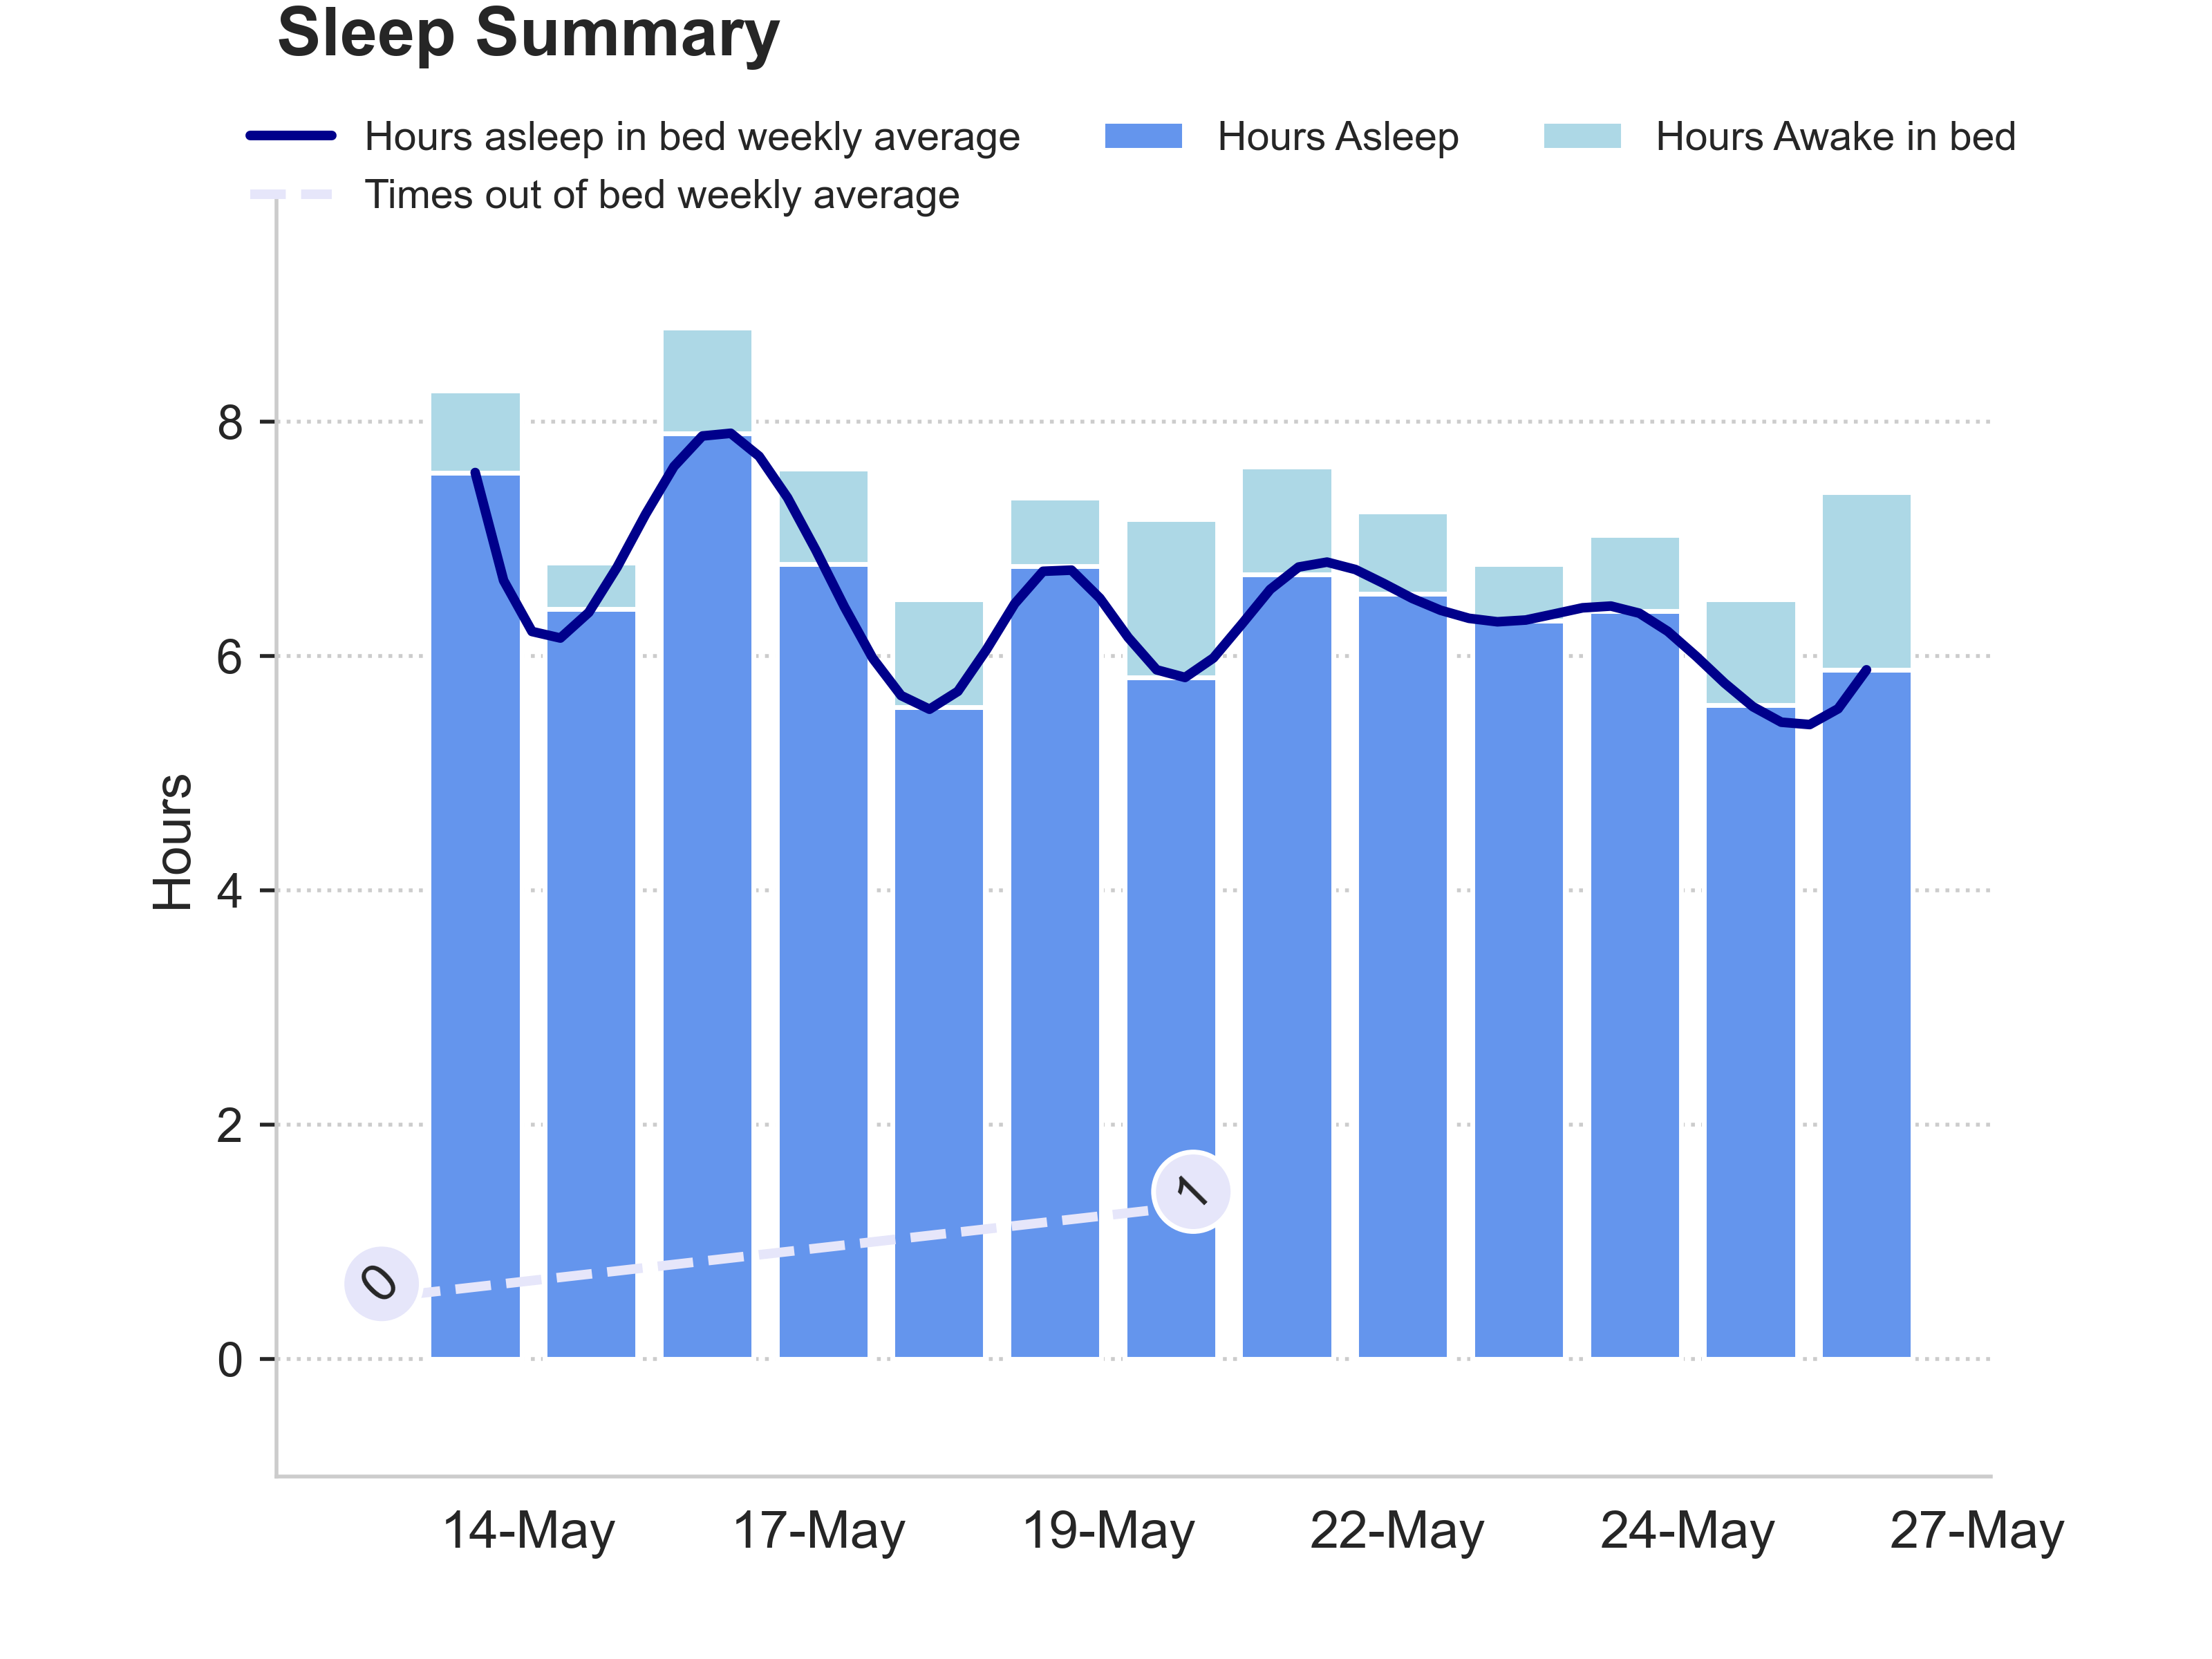 Sleep Summary
Hours asleep in bed weekly average
Hours Asleep
Hours Awake in bed
Times out of bed weekly average
8
6
4
2
0
Hours
0
1
14-May
17-May
19-May
22-May
24-May
27-May